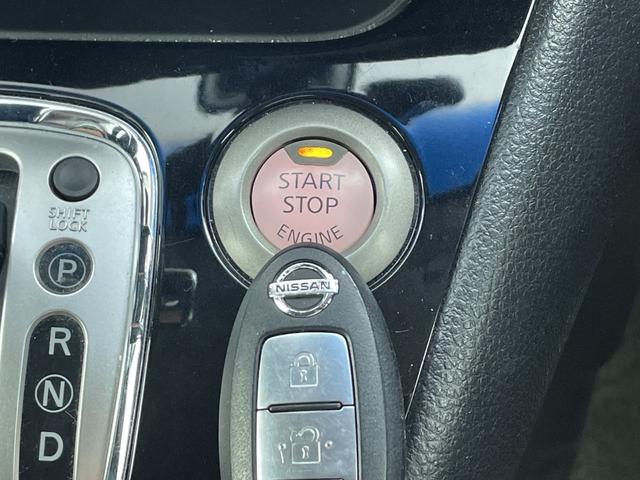 START
STOP
ENGINE
NISSAN
SHIFT
LOCK
P
R
N
D